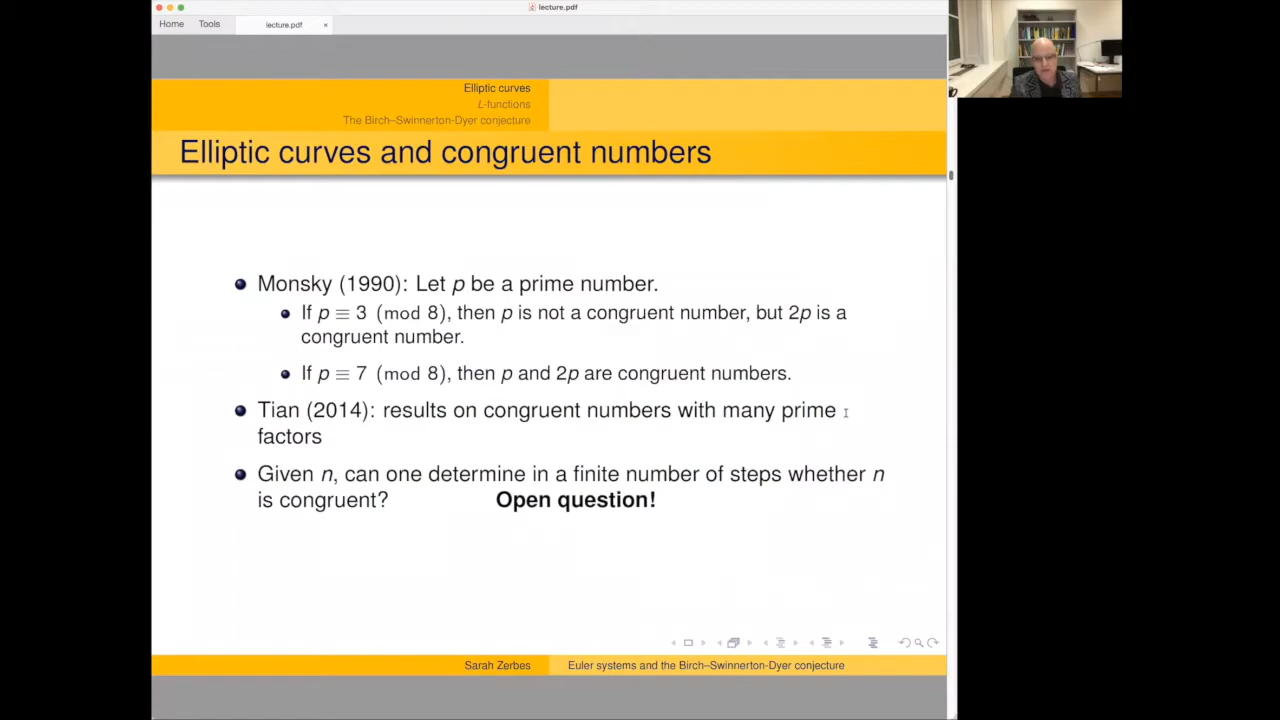 lecture.pdf
Home Tools lecture.pdf ×
Elliptic curves
L-functions
The Birch–Swinnerton-Dyer conjecture
Elliptic curves and congruent numbers
Monsky (1990): Let p be a prime number.
If p ≡ 3 (mod 8), then p is not a congruent number, but 2p is a
congruent number.
If p ≡ 7 (mod 8), then p and 2p are congruent numbers.
Tian (2014): results on congruent numbers with many prime
factors
Given n, can one determine in a finite number of steps whether n
is congruent? Open question!
Sarah Zerbes Euler systems and the Birch–Swinnerton-Dyer conjecture